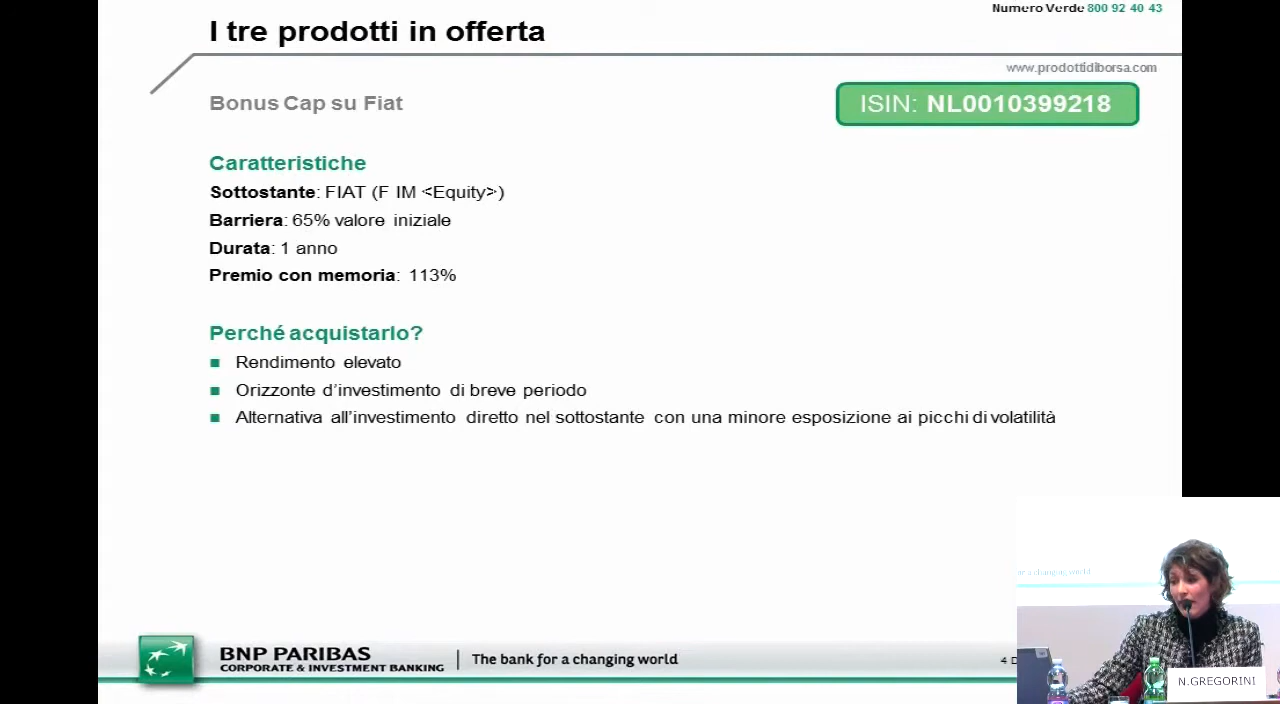 Numero Verde 800 92 40 43
I tre prodotti in offerta
www.prodottidiborsa.com
Bonus Cap su Fiat
ISIN: NL0010399218
Caratteristiche
Sottostante: FIAT (F IM <Equity>)
Barriera: 65% valore iniziale
Durata: 1 anno
Premio con memoria: 113%
Perché acquistarlo?
Rendimento elevato
Orizzonte d'investimento di breve periodo
Alternativa all'investimento diretto nel sottostante con una minore esposizione ai picchi di volatilità
a changing world
BNP PARIBAS
CORPORATE & INVESTMENT BANKING
The bank for a changing world
4 D
N.GREGORINI